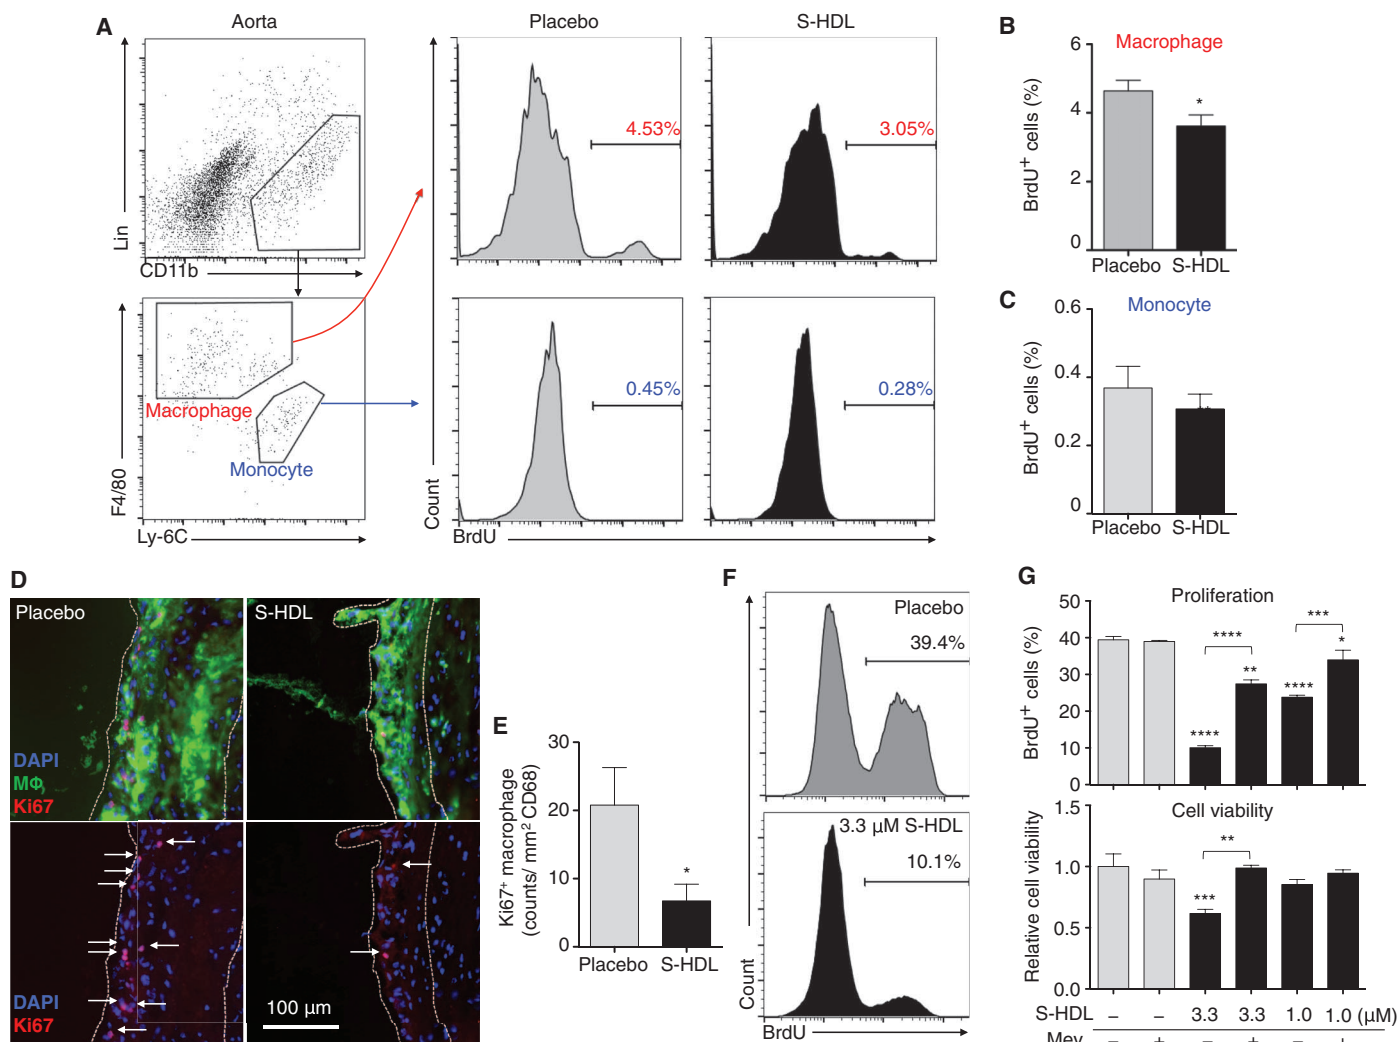 A
Aorta
Placebo
S-HDL
Lin
CD11b
4.53%
3.05%
Macrophage
Monocyte
F4/80
Ly-6C
0.45%
0.28%
Count
BrdU
B
Macrophage
BrdU+ cells (%)
6
4
2
0
*
Placebo S-HDL
C
Monocyte
BrdU+ cells (%)
0.6
0.4
0.2
0
**
Placebo S-HDL
D
Placebo
S-HDL
DAPI
MΦ
Ki67
DAPI
Ki67
100 µm
E
Ki67+ macrophage
(counts/ mm2 CD68)
30
20
10
0
*
Placebo S-HDL
F
Placebo
39.4%
3.3 µM S-HDL
10.1%
Count
BrdU
G
Proliferation
BrdU+ cells (%)
50
40
30
20
10
0
**** ***
**** ** **** *
Cell viability
Relative cell viability
1.5
1.0
0.5
0.0
**
***
S-HDL – – 3.3 3.3 1.0 1.0 (µM)
Mev – + – + – +